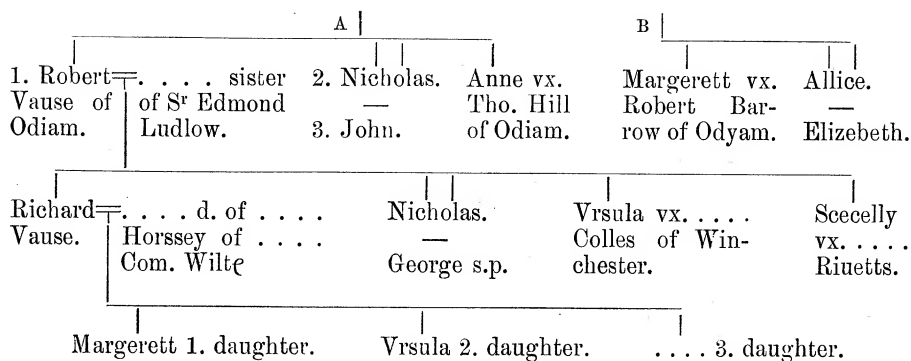 A B
1. Robert . . . . sister 2. Nicholas. Anne vx. Margerett vx. Allice.
Vause of of Sʳ Edmond — Tho. Hill Robert Bar- —
Odiam. Ludlow. 3. John. of Odiam. row of Odyam. Elizebeth.
Richard . . . . d. of . . . . Nicholas. Vrsula vx. . . . . Scecelly
Vause. Horssey of . . . . — Colles of Win- vx. . . . .
Com. Wiltꝭ George s.p. chester. Riuetts.
Margerett 1. daughter. Vrsula 2. daughter. . . . . 3. daughter.